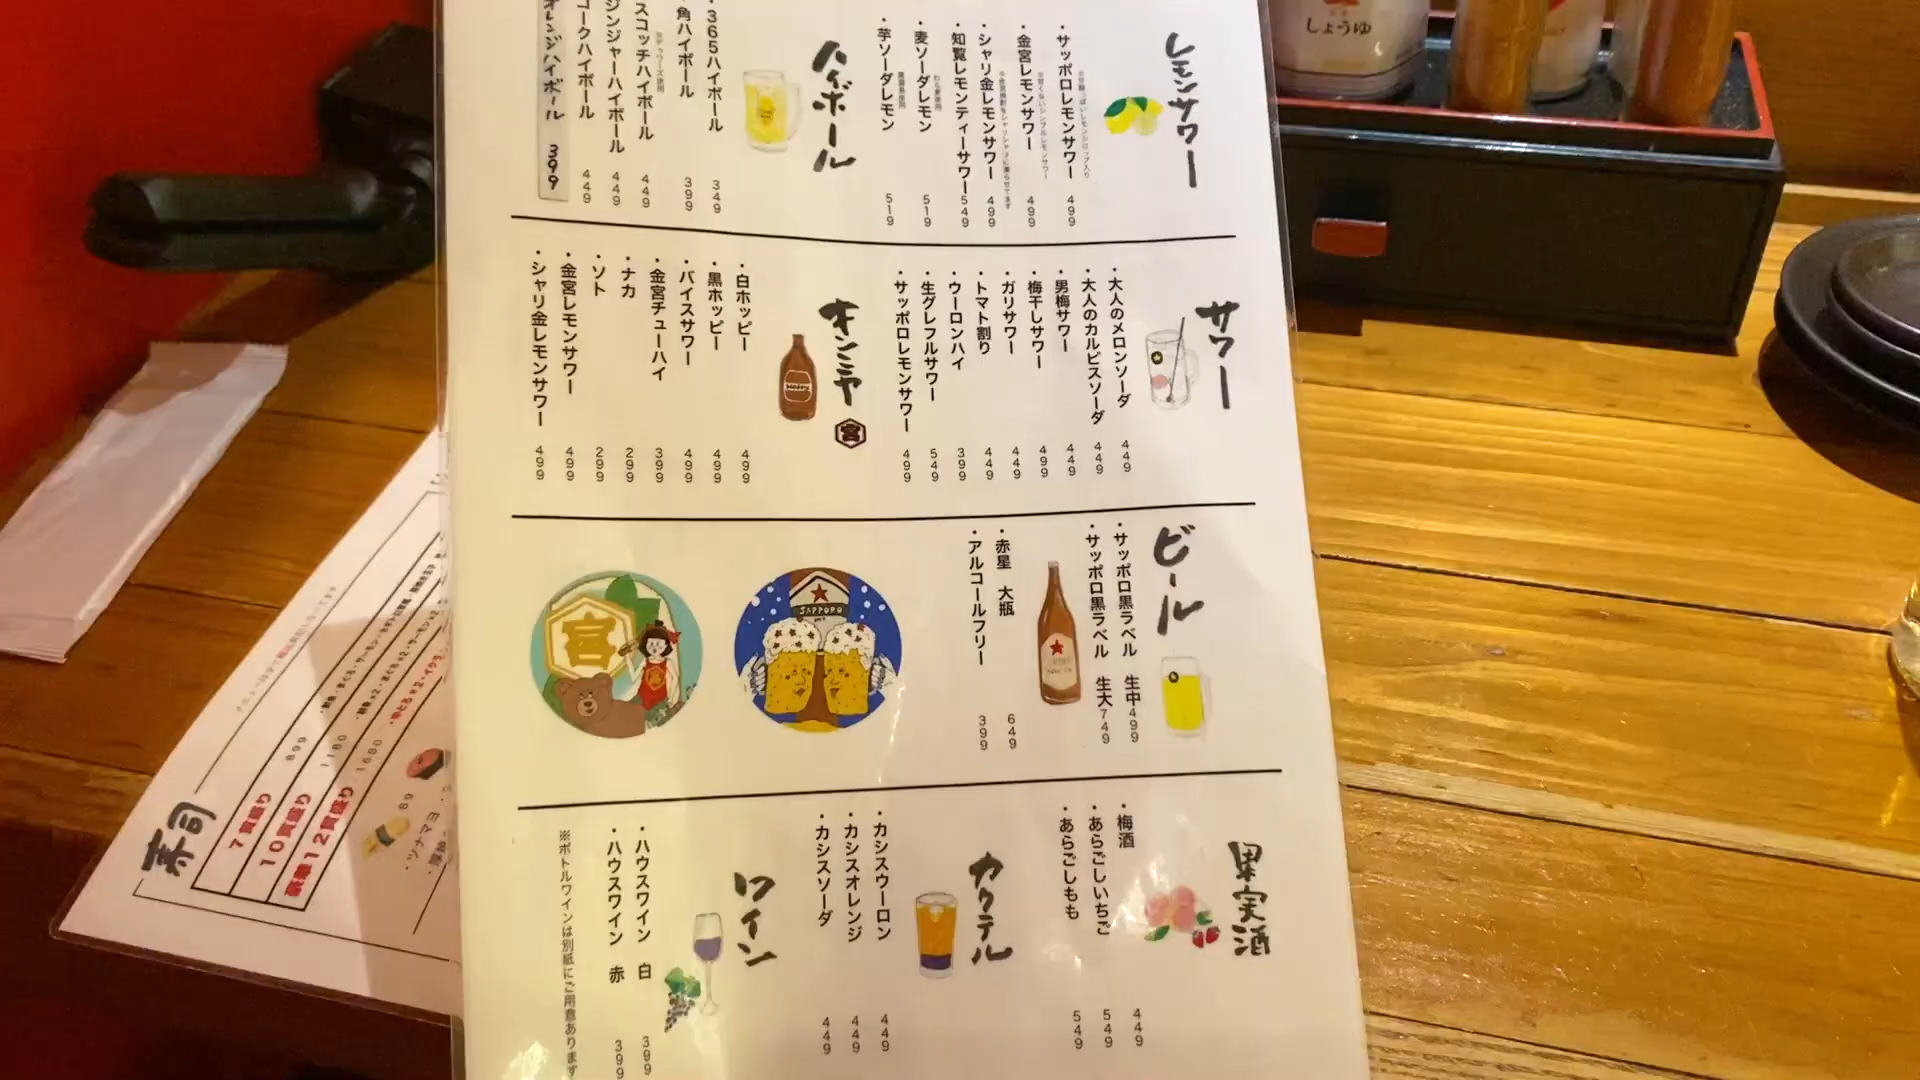 しょうゆ
レモンサワー
・サッポロレモンサワー 499
・金宮レモンサワー 499
・シャリ金レモンサワー 499
・知覧レモンティーサワー 549
・麦ソーダレモン 519
・芋ソーダレモン 519
ハイボール
・365ハイボール 349
・角ハイボール 399
スコッチハイボール 449
ジンジャーハイボール 449
コークハイボール 449
オレンジハイボール 399
サワー
・大人のメロンソーダ 449
・大人のカルピスソーダ 449
・男梅サワー 449
・梅干しサワー 499
・ガリサワー 449
・トマト割り 449
・ウーロンハイ 399
・生グレフルサワー 549
・サッポロレモンサワー 499
キンミヤ
宮
・白ホッピー 499
・黒ホッピー 499
・バイスサワー 499
・金宮チューハイ 399
・ナカ 299
・ソト 299
・金宮レモンサワー 499
・シャリ金レモンサワー 499
ビール
・サッポロ黒ラベル 生中499
・サッポロ黒ラベル 生大749
・赤星 大瓶 649
・アルコールフリー 399
SAPPORO
宮
果実酒
・梅酒 449
・あらごしいちご 549
・あらごしもも 549
カクテル
・カシスウーロン 449
・カシスオレンジ 449
・カシスソーダ 449
ワイン
・ハウスワイン 白 399
・ハウスワイン 赤 399
※ボトルワインは別紙にご用意あります
寿司
7貫盛り 899
10貫盛り 1180
豪華12貫盛り 1680
・ツナマヨ